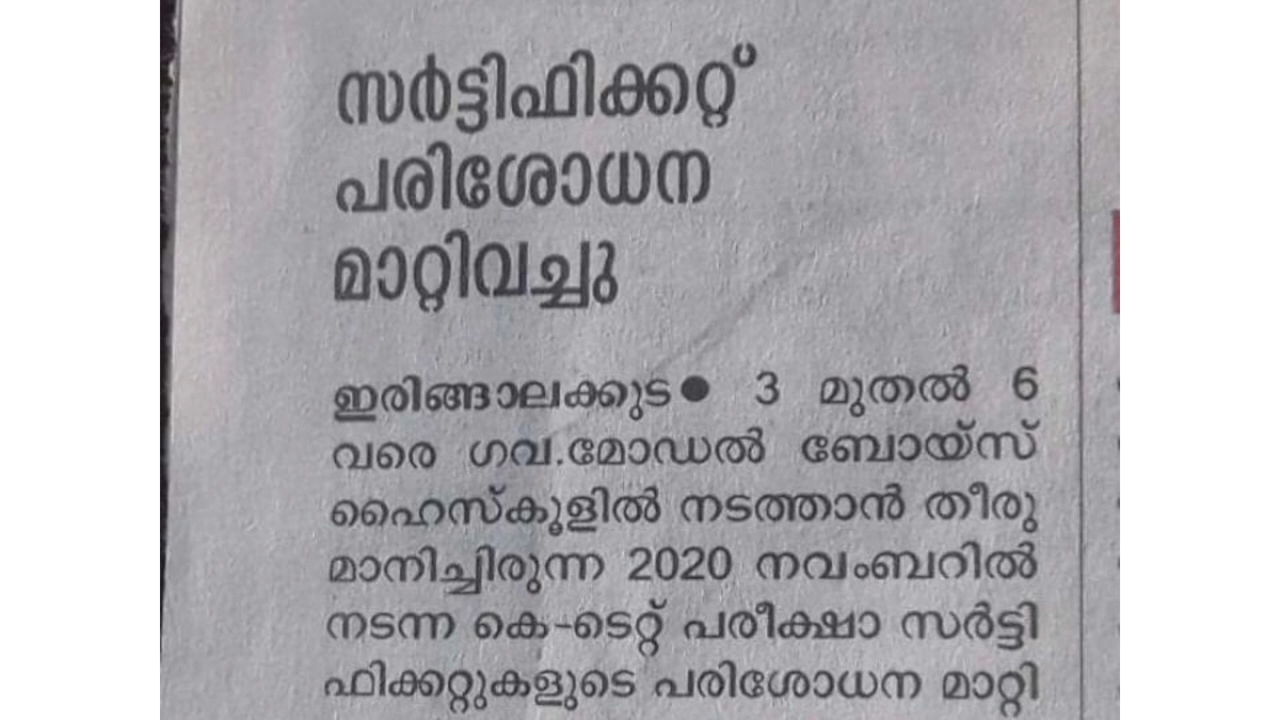 സർട്ടിഫിക്കറ്റ്
പരിശോധന
മാറ്റിവച്ചു
ഇരിങ്ങാലക്കുട● 3 മുതൽ 6
വരെ ഗവ.മോഡൽ ബോയ്സ്
ഹൈസ്കൂളിൽ നടത്താൻ തീരു
മാനിച്ചിരുന്ന 2020 നവംബറിൽ
നടന്ന കെ-ടെറ്റ് പരീക്ഷാ സർട്ടി
ഫിക്കറ്റുകളുടെ പരിശോധന മാറ്റി